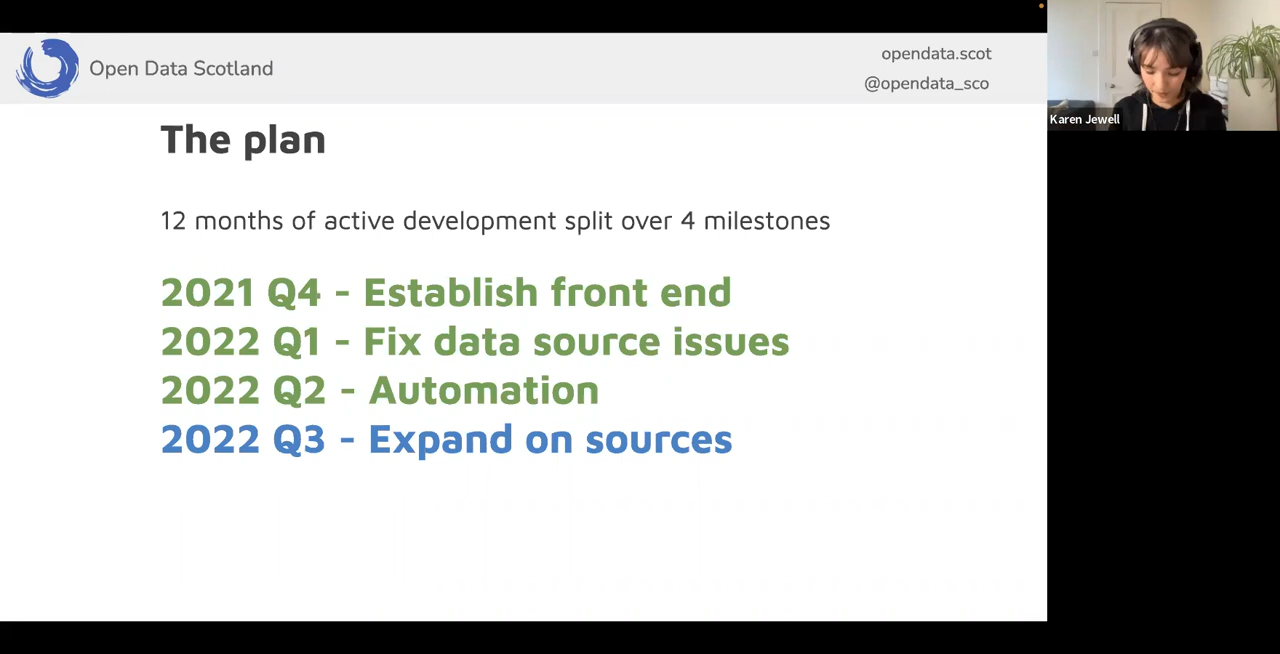 Open Data Scotland
opendata.scot
@opendata_sco
Karen Jewell
The plan
12 months of active development split over 4 milestones
2021 Q4 - Establish front end
2022 Q1 - Fix data source issues
2022 Q2 - Automation
2022 Q3 - Expand on sources